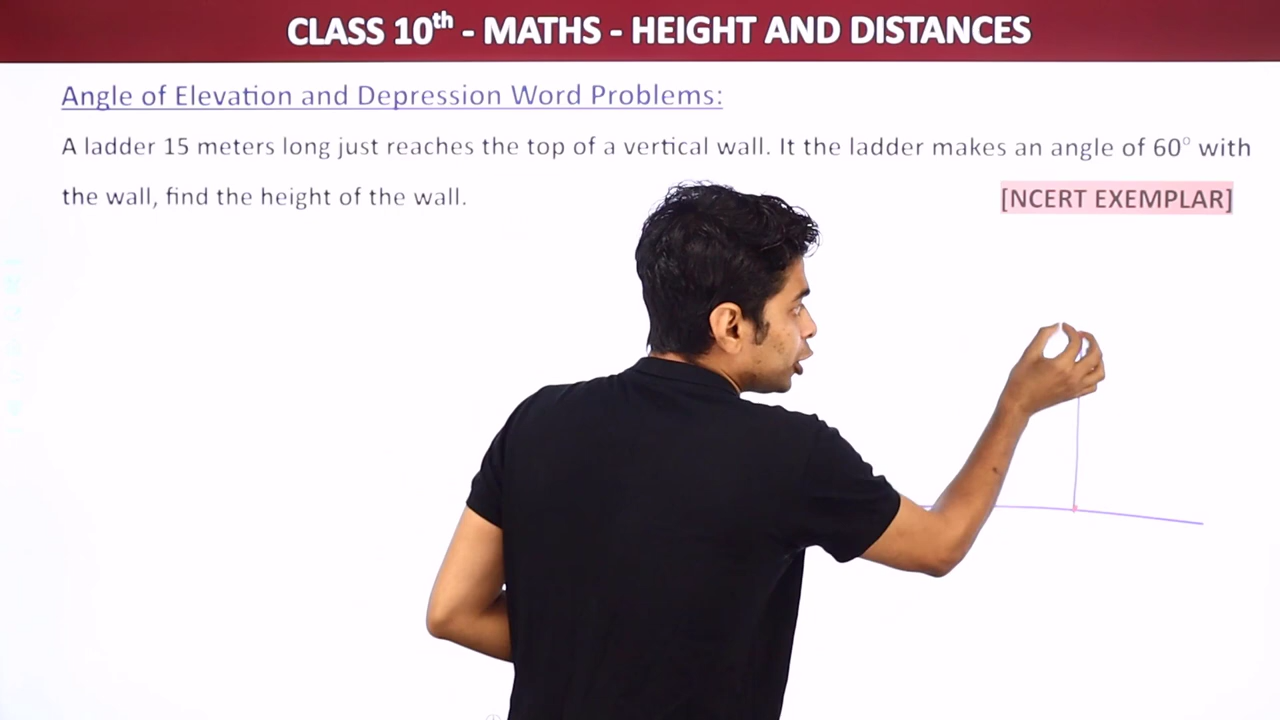 CLASS 10th - MATHS - HEIGHT AND DISTANCES
Angle of Elevation and Depression Word Problems:
A ladder 15 meters long just reaches the top of a vertical wall. It the ladder makes an angle of 60° with
the wall, find the height of the wall.
[NCERT EXEMPLAR]